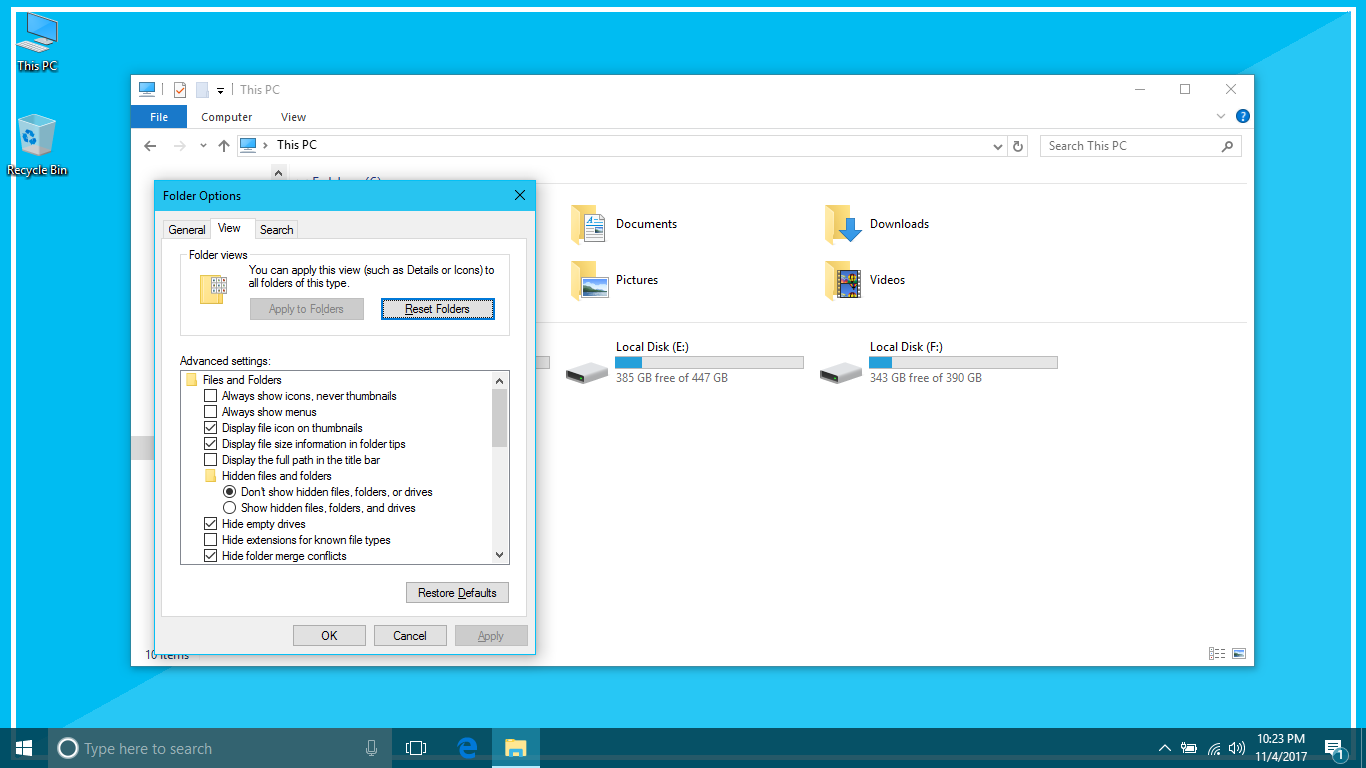 This PC
Recycle Bin
This PC
File
Computer
View
This PC
Search This PC
Documents
Downloads
Pictures
Videos
Local Disk (E:)
385 GB free of 447 GB
Local Disk (F:)
343 GB free of 390 GB
10 items
Folder Options
General
View
Search
Folder views
You can apply this view (such as Details or Icons) to
all folders of this type.
Apply to Folders
Reset Folders
Advanced settings:
Files and Folders
Always show icons, never thumbnails
Always show menus
Display file icon on thumbnails
Display file size information in folder tips
Display the full path in the title bar
Hidden files and folders
Don't show hidden files, folders, or drives
Show hidden files, folders, and drives
Hide empty drives
Hide extensions for known file types
Hide folder merge conflicts
Restore Defaults
OK
Cancel
Apply
Type here to search
10:23 PM
11/4/2017
1